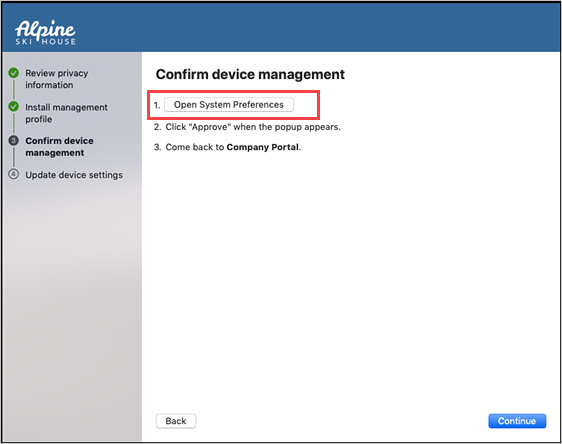 Alpine
SKI HOUSE
Review privacy
information
Install management
profile
3 Confirm device
management
4 Update device settings
Confirm device management
1. Open System Preferences
2. Click "Approve" when the popup appears.
3. Come back to Company Portal.
Back
Continue